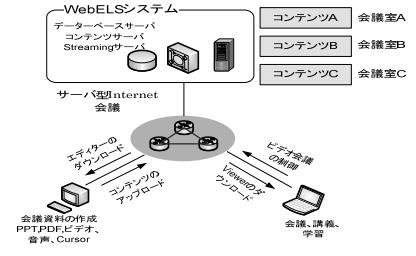 WebELSシステム
データーベースサーバ
コンテンツサーバ
Streamingサーバ
コンテンツA 会議室A
コンテンツB 会議室B
コンテンツC 会議室C
サーバ型Internet
会議
エディターの
ダウンロード
コンテンツの
アップロード
ビデオ会議
の制御
Viewerのダ
ウンロード
会議資料の作成
PPT,PDF,ビデオ、
音声、Cursor
会議、講義、
学習